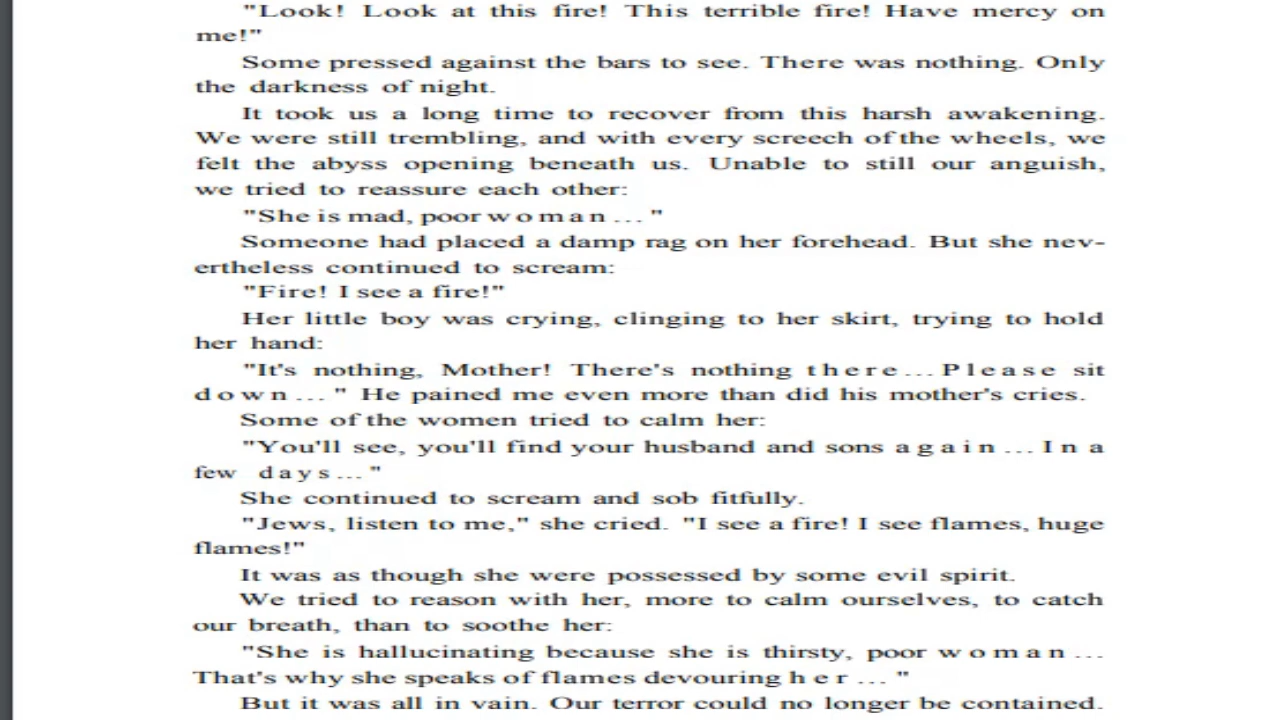 "Look! Look at this fire! This terrible fire! Have mercy on
me!"
Some pressed against the bars to see. There was nothing. Only
the darkness of night.
It took us a long time to recover from this harsh awakening.
We were still trembling, and with every screech of the wheels, we
felt the abyss opening beneath us. Unable to still our anguish,
we tried to reassure each other:
"She is mad, poor woman... "
Someone had placed a damp rag on her forehead. But she nev-
ertheless continued to scream:
"Fire! I see a fire!"
Her little boy was crying, clinging to her skirt, trying to hold
her hand:
"It's nothing, Mother! There's nothing there... Please sit
down... " He pained me even more than did his mother's cries.
Some of the women tried to calm her:
"You'll see, you'll find your husband and sons again... In a
few days... "
She continued to scream and sob fitfully.
"Jews, listen to me," she cried. "I see a fire! I see flames, huge
flames!"
It was as though she were possessed by some evil spirit.
We tried to reason with her, more to calm ourselves, to catch
our breath, than to soothe her:
"She is hallucinating because she is thirsty, poor woman...
That's why she speaks of flames devouring her... "
But it was all in vain. Our terror could no longer be contained.